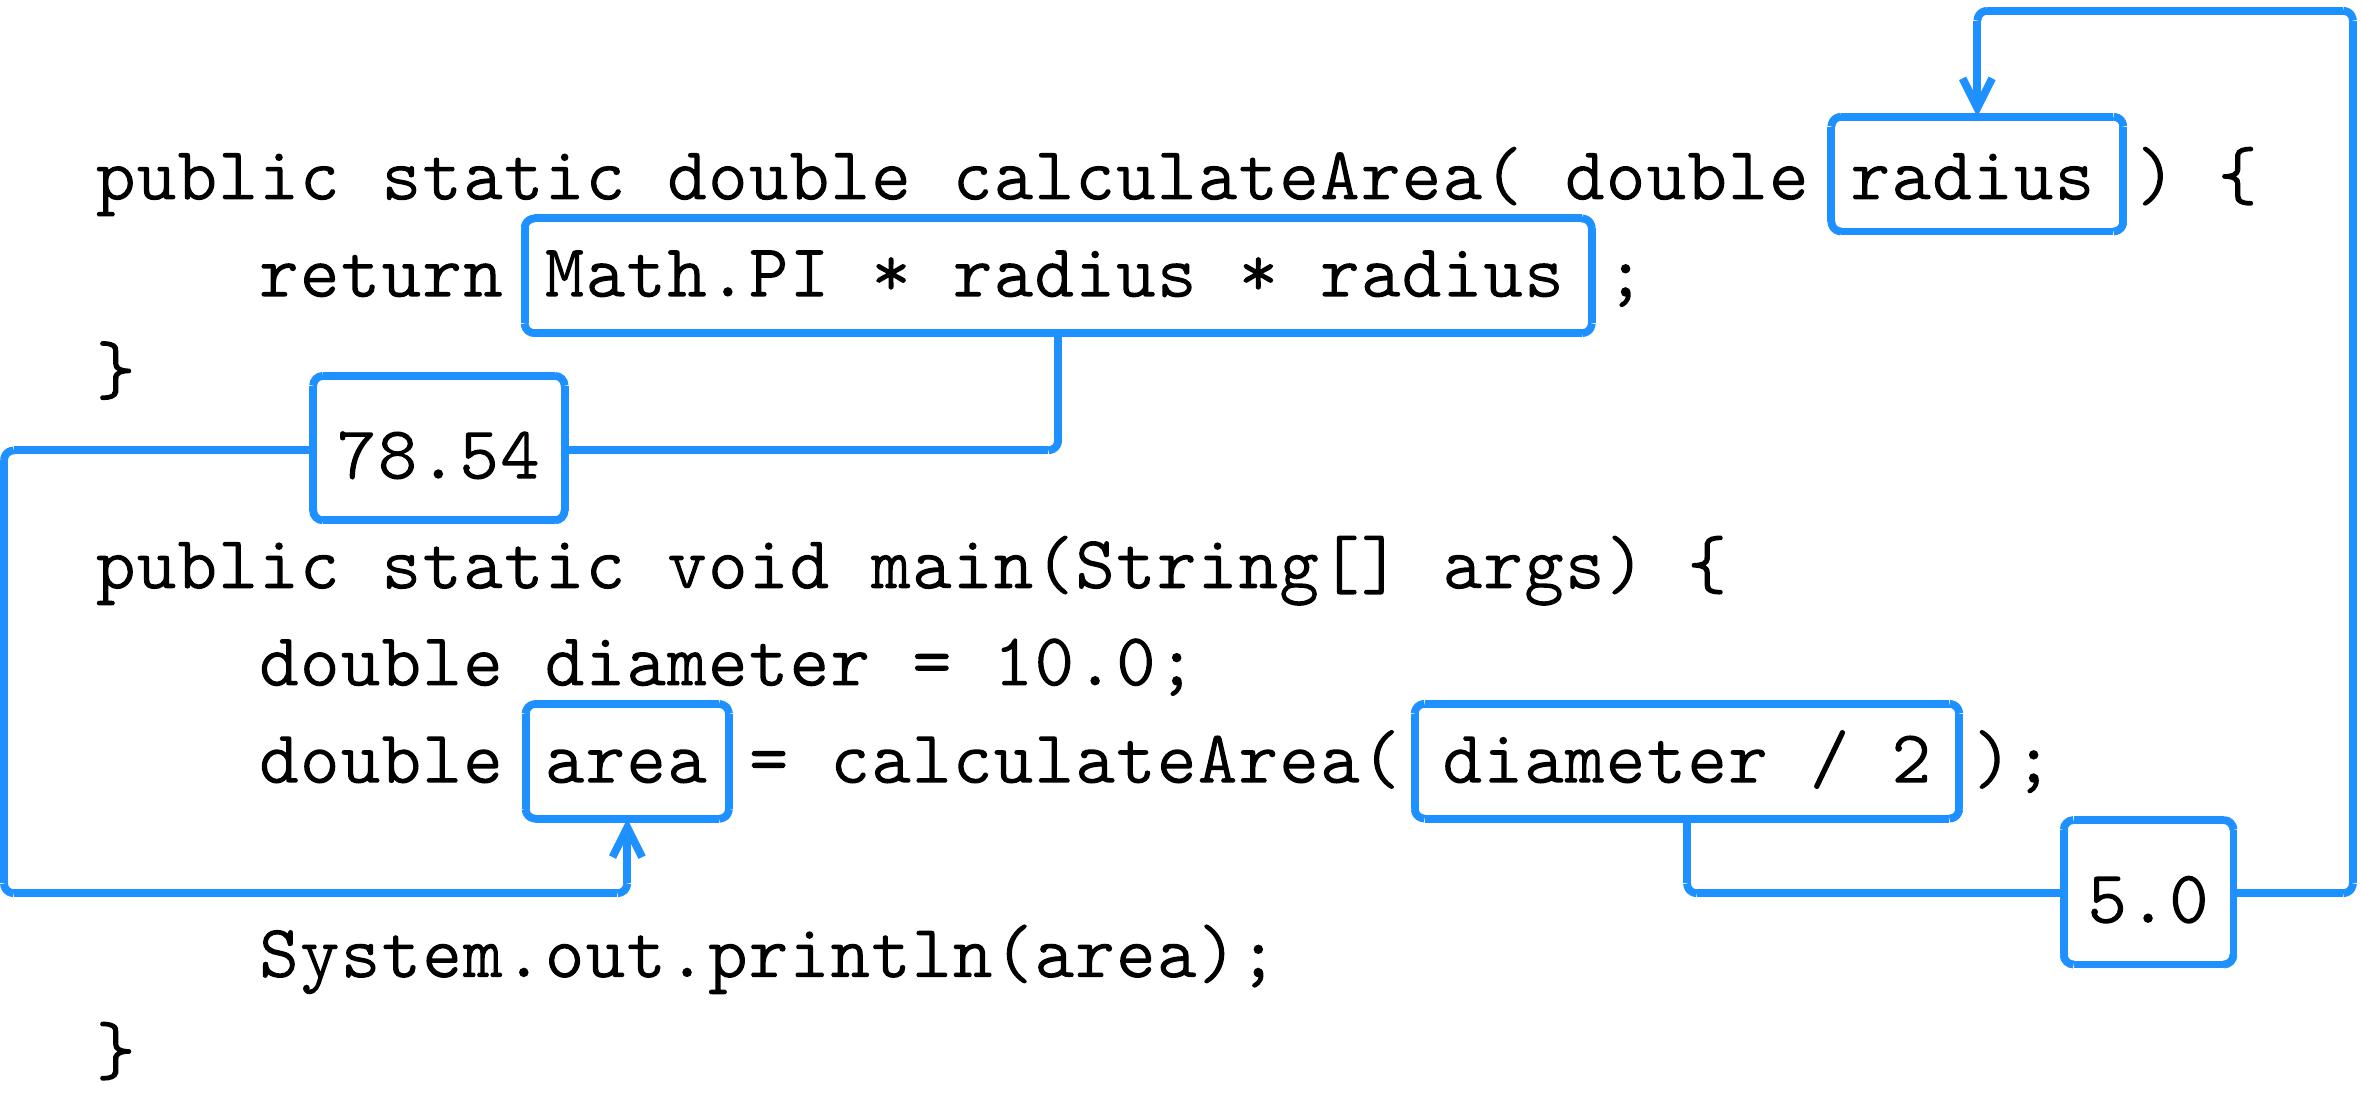 public static double calculateArea( double radius ) {
return Math.PI * radius * radius ;
}
78.54
public static void main(String[] args) {
double diameter = 10.0;
double area = calculateArea( diameter / 2 );
5.0
System.out.println(area);
}